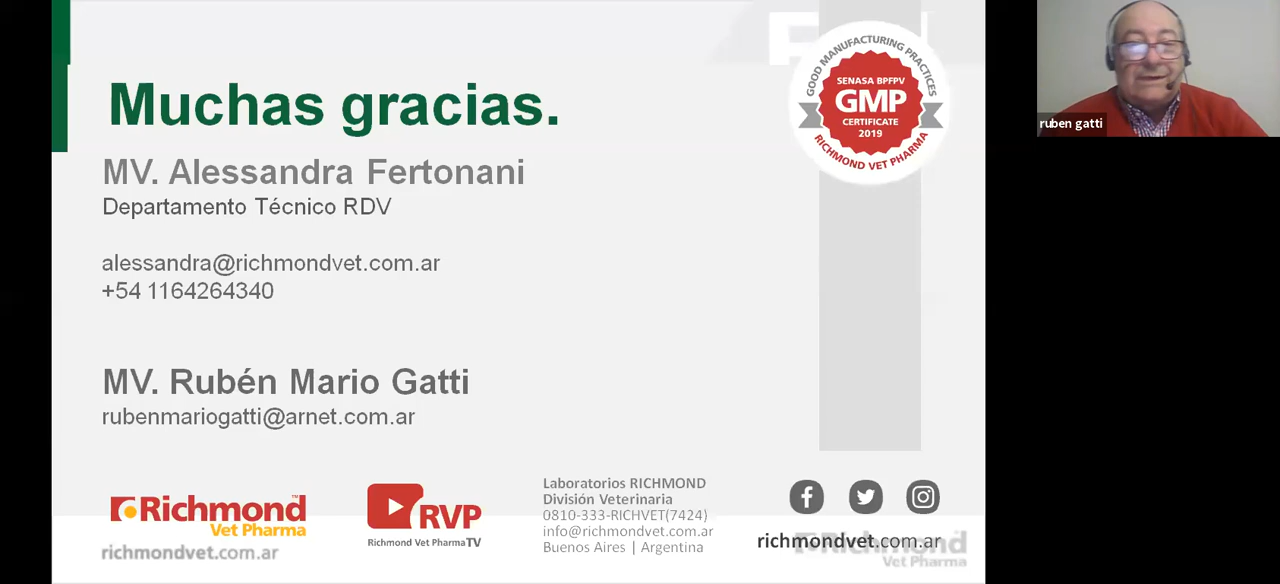 Muchas gracias.
MV. Alessandra Fertonani
Departamento Técnico RDV
alessandra@richmondvet.com.ar
+54 1164264340
MV. Rubén Mario Gatti
rubenmariogatti@arnet.com.ar
GOOD MANUFACTURING PRACTICES
SENASA BPFPV
GMP
CERTIFICATE
2019
RICHMOND VET PHARMA
ruben gatti
Richmond™
Vet Pharma
richmondvet.com.ar
RVP
Richmond Vet PharmaTV
Laboratorios RICHMOND
División Veterinaria
0810-333-RICHVET(7424)
info@richmondvet.com.ar
Buenos Aires | Argentina
richmondvet.com.ar
Richmond
Vet Pharma